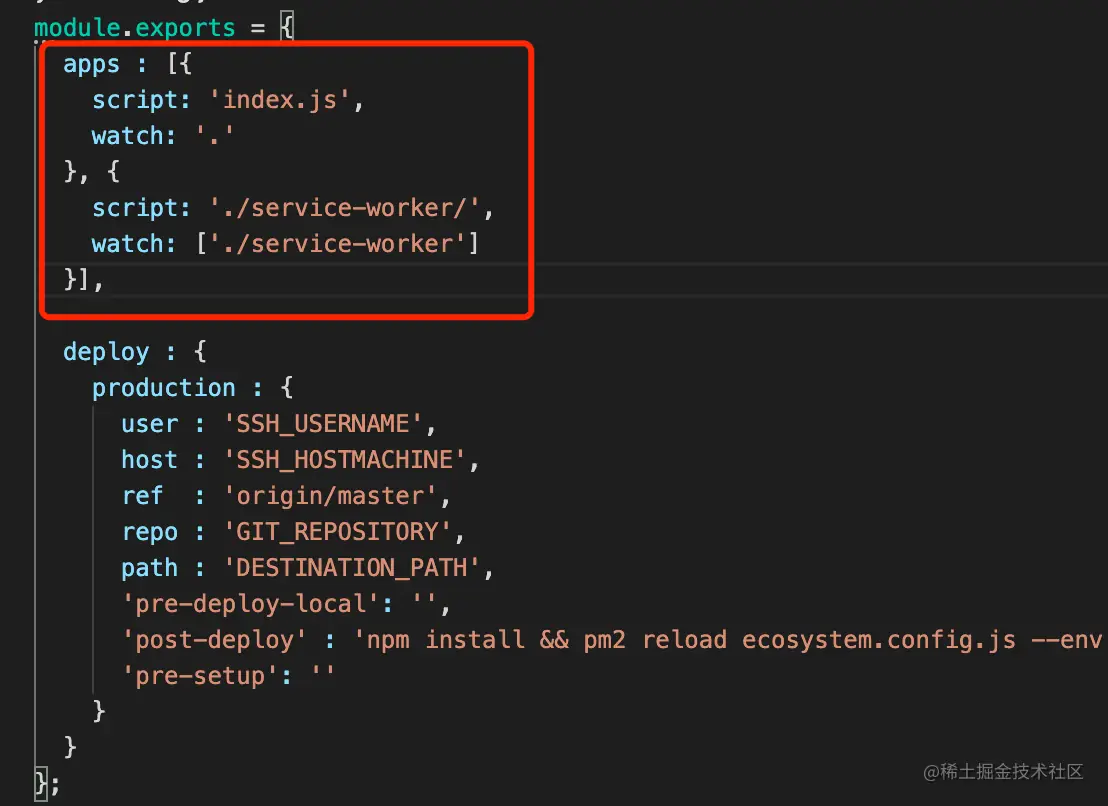 module.exports = {
  apps : [{
    script: 'index.js',
    watch: '.'
  }, {
    script: './service-worker/',
    watch: ['./service-worker']
  }],

  deploy : {
    production : {
      user : 'SSH_USERNAME',
      host : 'SSH_HOSTMACHINE',
      ref  : 'origin/master',
      repo : 'GIT_REPOSITORY',
      path : 'DESTINATION_PATH',
      'pre-deploy-local': '',
      'post-deploy' : 'npm install && pm2 reload ecosystem.config.js --env
      'pre-setup': ''
    }
  }
};
@稀土掘金技术社区